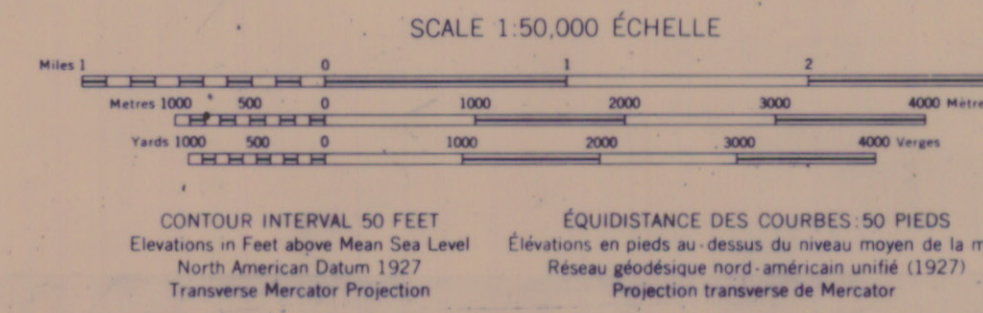 SCALE 1:50,000 ÉCHELLE
Miles 1 0 1 2
Metres 1000 500 0 1000 2000 3000 4000
Yards 1000 500 0 1000 2000 3000 4000 Verges
CONTOUR INTERVAL 50 FEET
Elevations in Feet above Mean Sea Level
North American Datum 1927
Transverse Mercator Projection
ÉQUIDISTANCE DES COURBES: 50 PIEDS
Élévations en pieds au-dessus du niveau moyen de la
Réseau géodésique nord-américain unifié (1927)
Projection transverse de Mercator